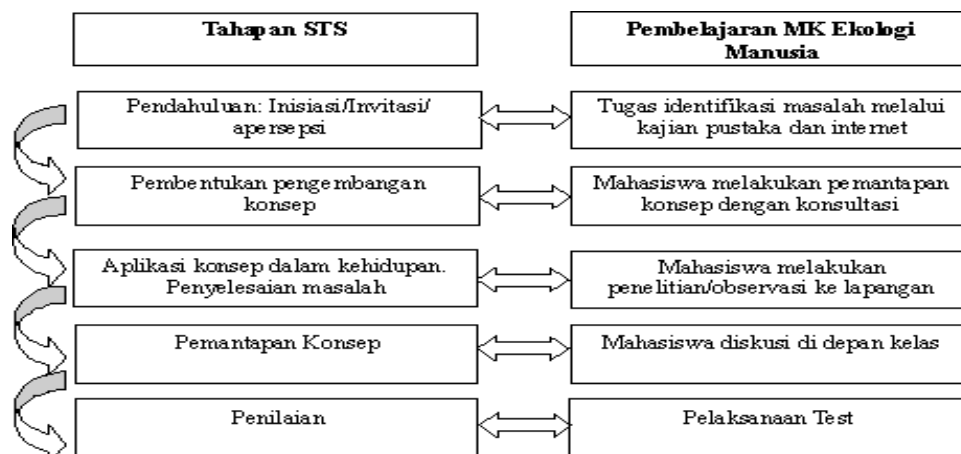 Tahapan STS
Pembelajaran MK Ekologi
Manusia
Pendahuluan: Inisiasi/Invitasi/
apersepsi
Tugas identifikasi masalah melalui
kajian pustaka dan internet
Pembentukan pengembangan
konsep
Mahasiswa melakukan pemantapan
konsep dengan konsultasi
Aplikasi konsep dalam kehidupan.
Penyelesaian masalah
Mahasiswa melakukan
penelitian/observasi ke lapangan
Pemantapan Konsep
Mahasiswa diskusi di depan kelas
Penilaian
Pelaksanaan Test